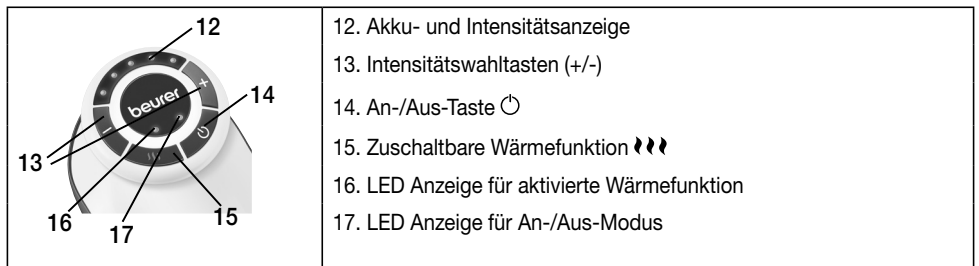 12
beurer
14
13
16
17
15
12. Akku- und Intensitätsanzeige
13. Intensitätswahltasten (+/-)
14. An-/Aus-Taste
15. Zuschaltbare Wärmefunktion
16. LED Anzeige für aktivierte Wärmefunktion
17. LED Anzeige für An-/Aus-Modus